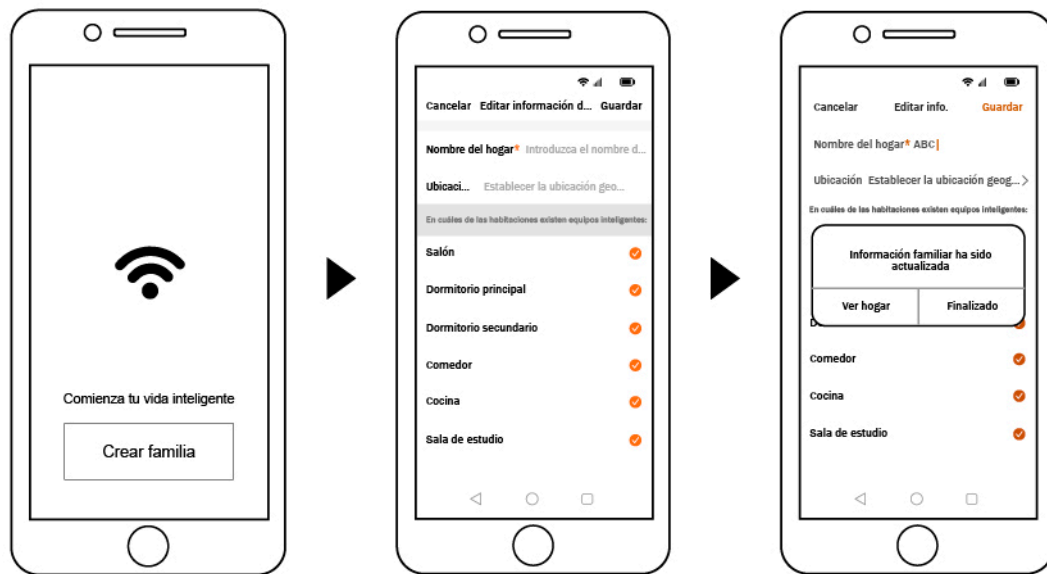 Comienza tu vida inteligente
Crear familia
Cancelar Editar información d... Guardar
Nombre del hogar* Introduzca el nombre d...
Ubicaci... Establecer la ubicación geo...
En cuáles de las habitaciones existen equipos inteligentes:
Salón
Dormitorio principal
Dormitorio secundario
Comedor
Cocina
Sala de estudio
Cancelar Editar info. Guardar
Nombre del hogar* ABC
Ubicación Establecer la ubicación geog...
En cuáles de las habitaciones existen equipos inteligentes:
Información familiar ha sido
actualizada
Ver hogar Finalizado
Comedor
Cocina
Sala de estudio